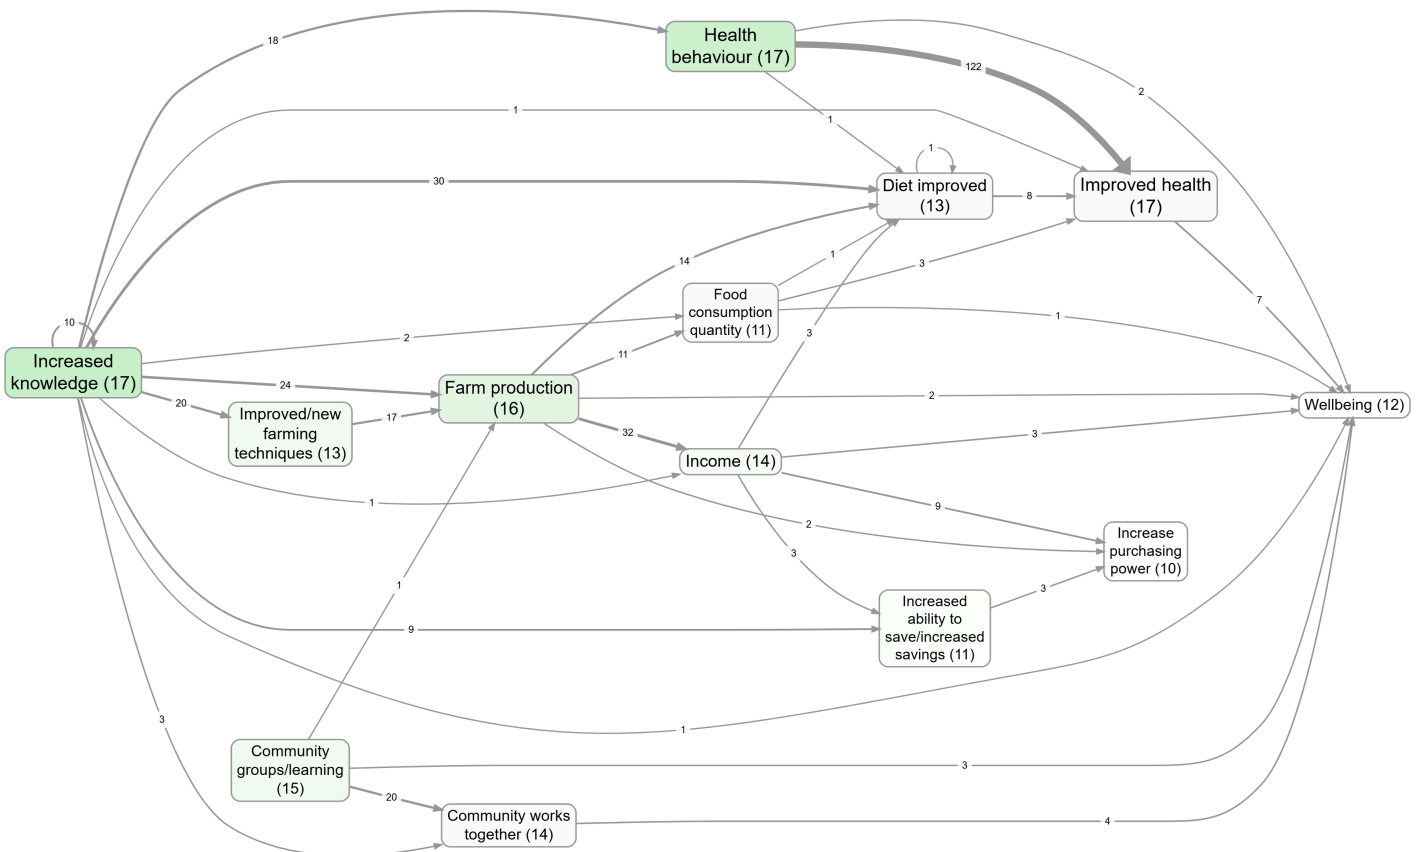 Health
behaviour (17)
18
122
2
1
1
1
30
Diet improved
(13)
8
Improved health
(17)
14
1
3
Food
consumption
quantity (11)
7
1
10
2
3
11
Increased
knowledge (17)
24
Farm production
(16)
2
Wellbeing (12)
20
Improved/new
farming
techniques (13)
17
32
3
Income (14)
1
9
2
3
Increase
purchasing
power (10)
1
3
Increased
ability to
save/increased
savings (11)
9
3
1
Community
groups/learning
(15)
3
20
Community works
together (14)
4